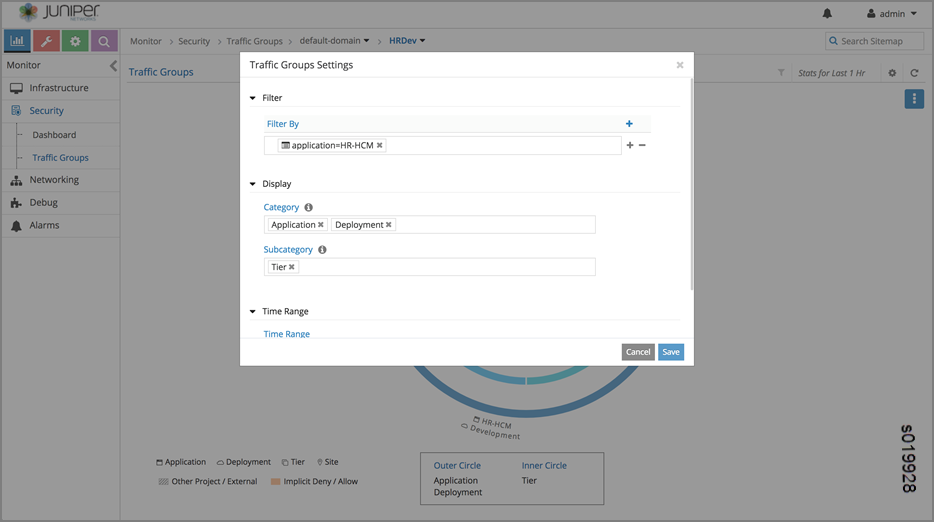 JUNIPER
NETWORKS
admin
Monitor > Security > Traffic Groups > default-domain > HRDev
Search Sitemap
Monitor
Infrastructure
Security
Dashboard
Traffic Groups
Networking
Debug
Alarms
Traffic Groups
Stats for Last 1 Hr
Traffic Groups Settings
Filter
Filter By
application=HR-HCM
Display
Category
Application
Deployment
Subcategory
Tier
Time Range
Time Range
Cancel
Save
HR-HCM
Development
Application
Deployment
Tier
Site
Other Project / External
Implicit Deny / Allow
Outer Circle
Inner Circle
Application
Tier
Deployment
s019928